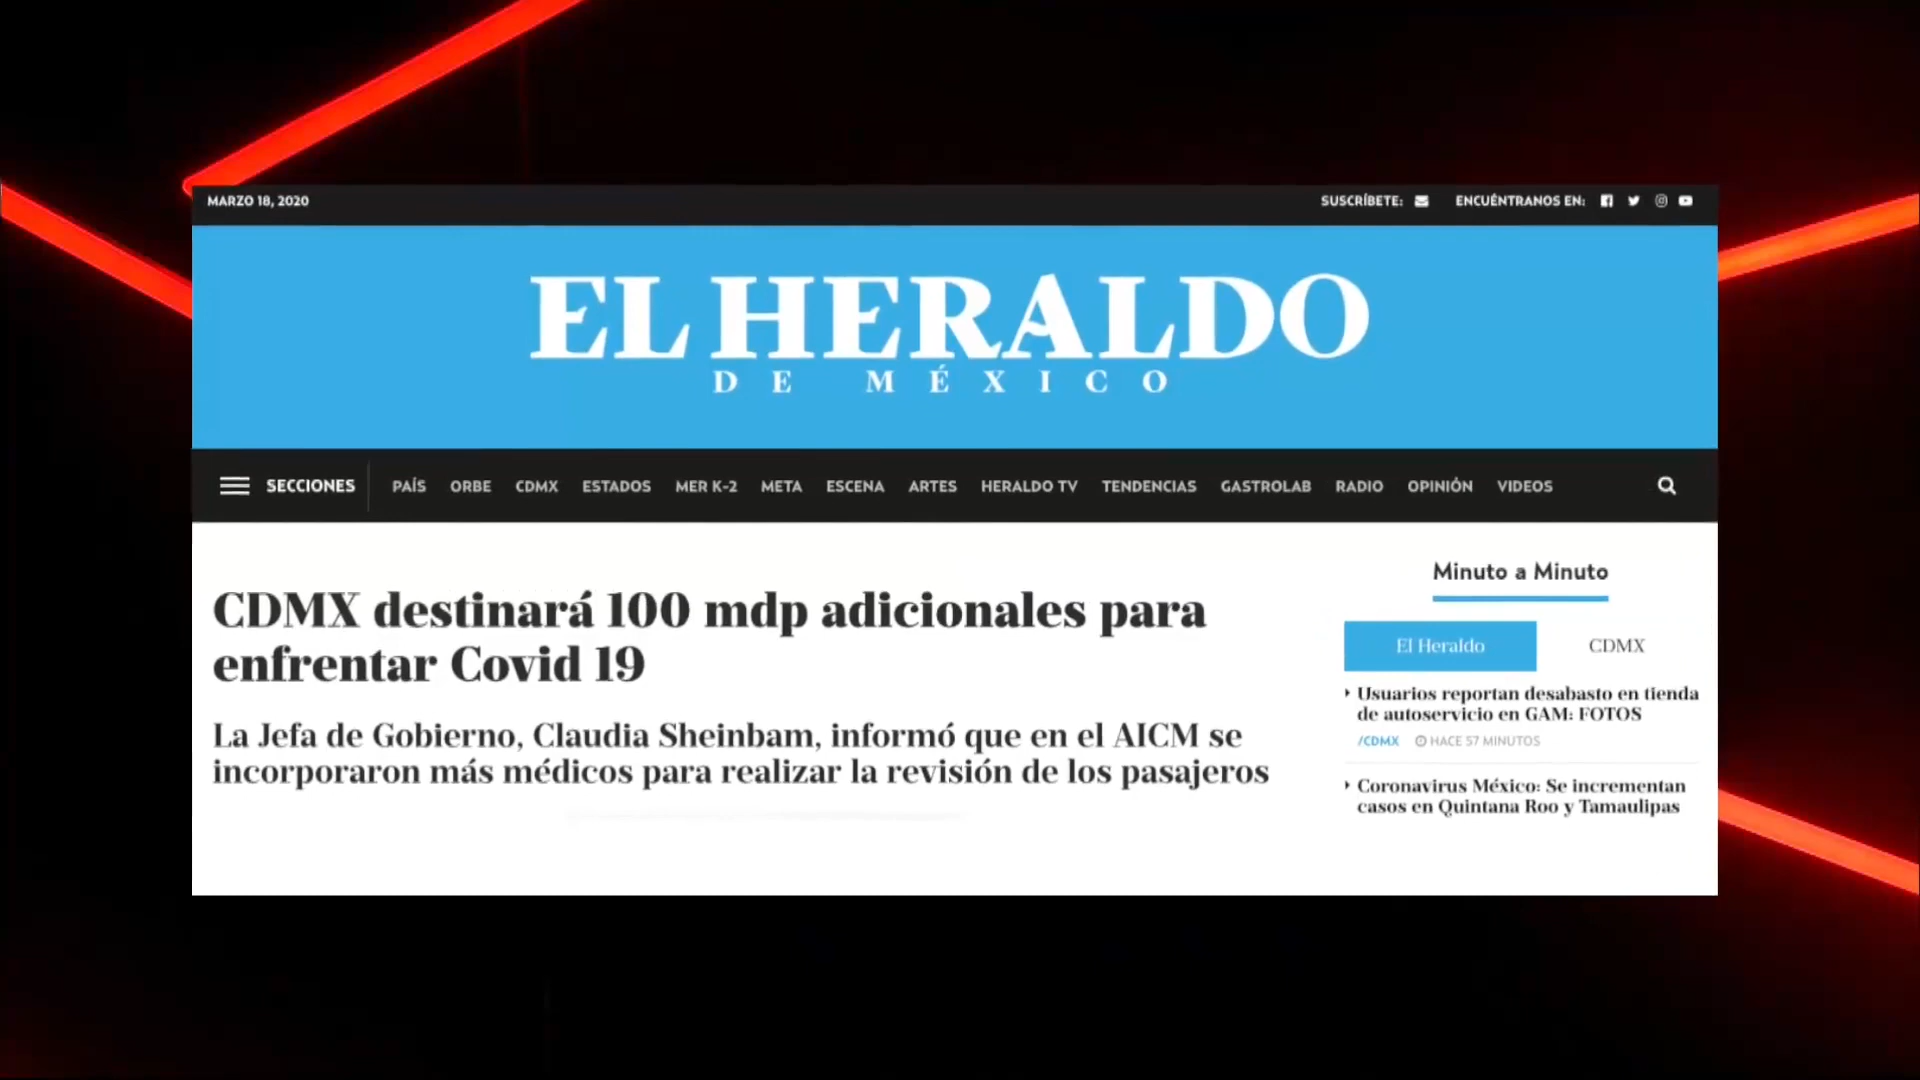 MARZO 18, 2020
SUSCRÍBETE:
ENCUÉNTRANOS EN:
EL HERALDO
DE MÉXICO
SECCIONES PAÍS ORBE CDMX ESTADOS MER K-2 META ESCENA ARTES HERALDO TV TENDENCIAS GASTROLAB RADIO OPINIÓN VIDEOS
CDMX destinará 100 mdp adicionales para
enfrentar Covid 19
La Jefa de Gobierno, Claudia Sheinbam, informó que en el AICM se
incorporaron más médicos para realizar la revisión de los pasajeros
Minuto a Minuto
El Heraldo CDMX
Usuarios reportan desabasto en tienda
de autoservicio en GAM: FOTOS
/CDMX HACE 57 MINUTOS
Coronavirus México: Se incrementan
casos en Quintana Roo y Tamaulipas